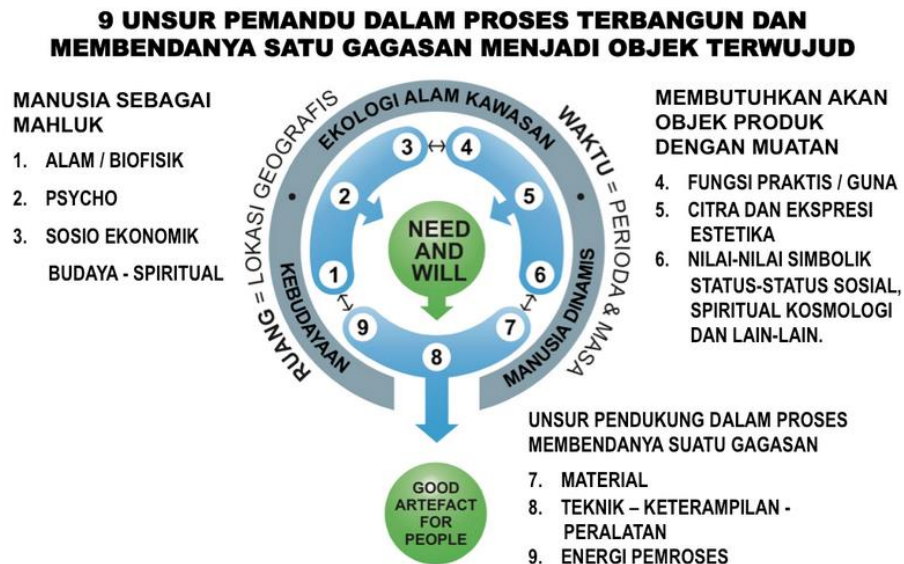 9 UNSUR PEMANDU DALAM PROSES TERBANGUN DAN
MEMBENDANYA SATU GAGASAN MENJADI OBJEK TERWUJUD
MANUSIA SEBAGAI
MAHLUK
1. ALAM / BIOFISIK
2. PSYCHO
3. SOSIO EKONOMIK
BUDAYA - SPIRITUAL
RUANG = LOKASI GEOGRAFIS
WAKTU = PERIODA & MASA
KEBUDAYAAN
EKOLOGI ALAM KAWASAN
MANUSIA DINAMIS
1
2
3
4
5
6
7
8
9
NEED
AND
WILL
GOOD
ARTEFACT
FOR
PEOPLE
MEMBUTUHKAN AKAN
OBJEK PRODUK
DENGAN MUATAN
4. FUNGSI PRAKTIS / GUNA
5. CITRA DAN EKSPRESI
ESTETIKA
6. NILAI-NILAI SIMBOLIK
STATUS-STATUS SOSIAL,
SPIRITUAL KOSMOLOGI
DAN LAIN-LAIN.
UNSUR PENDUKUNG DALAM PROSES
MEMBENDANYA SUATU GAGASAN
7. MATERIAL
8. TEKNIK – KETERAMPILAN -
PERALATAN
9. ENERGI PEMROSES